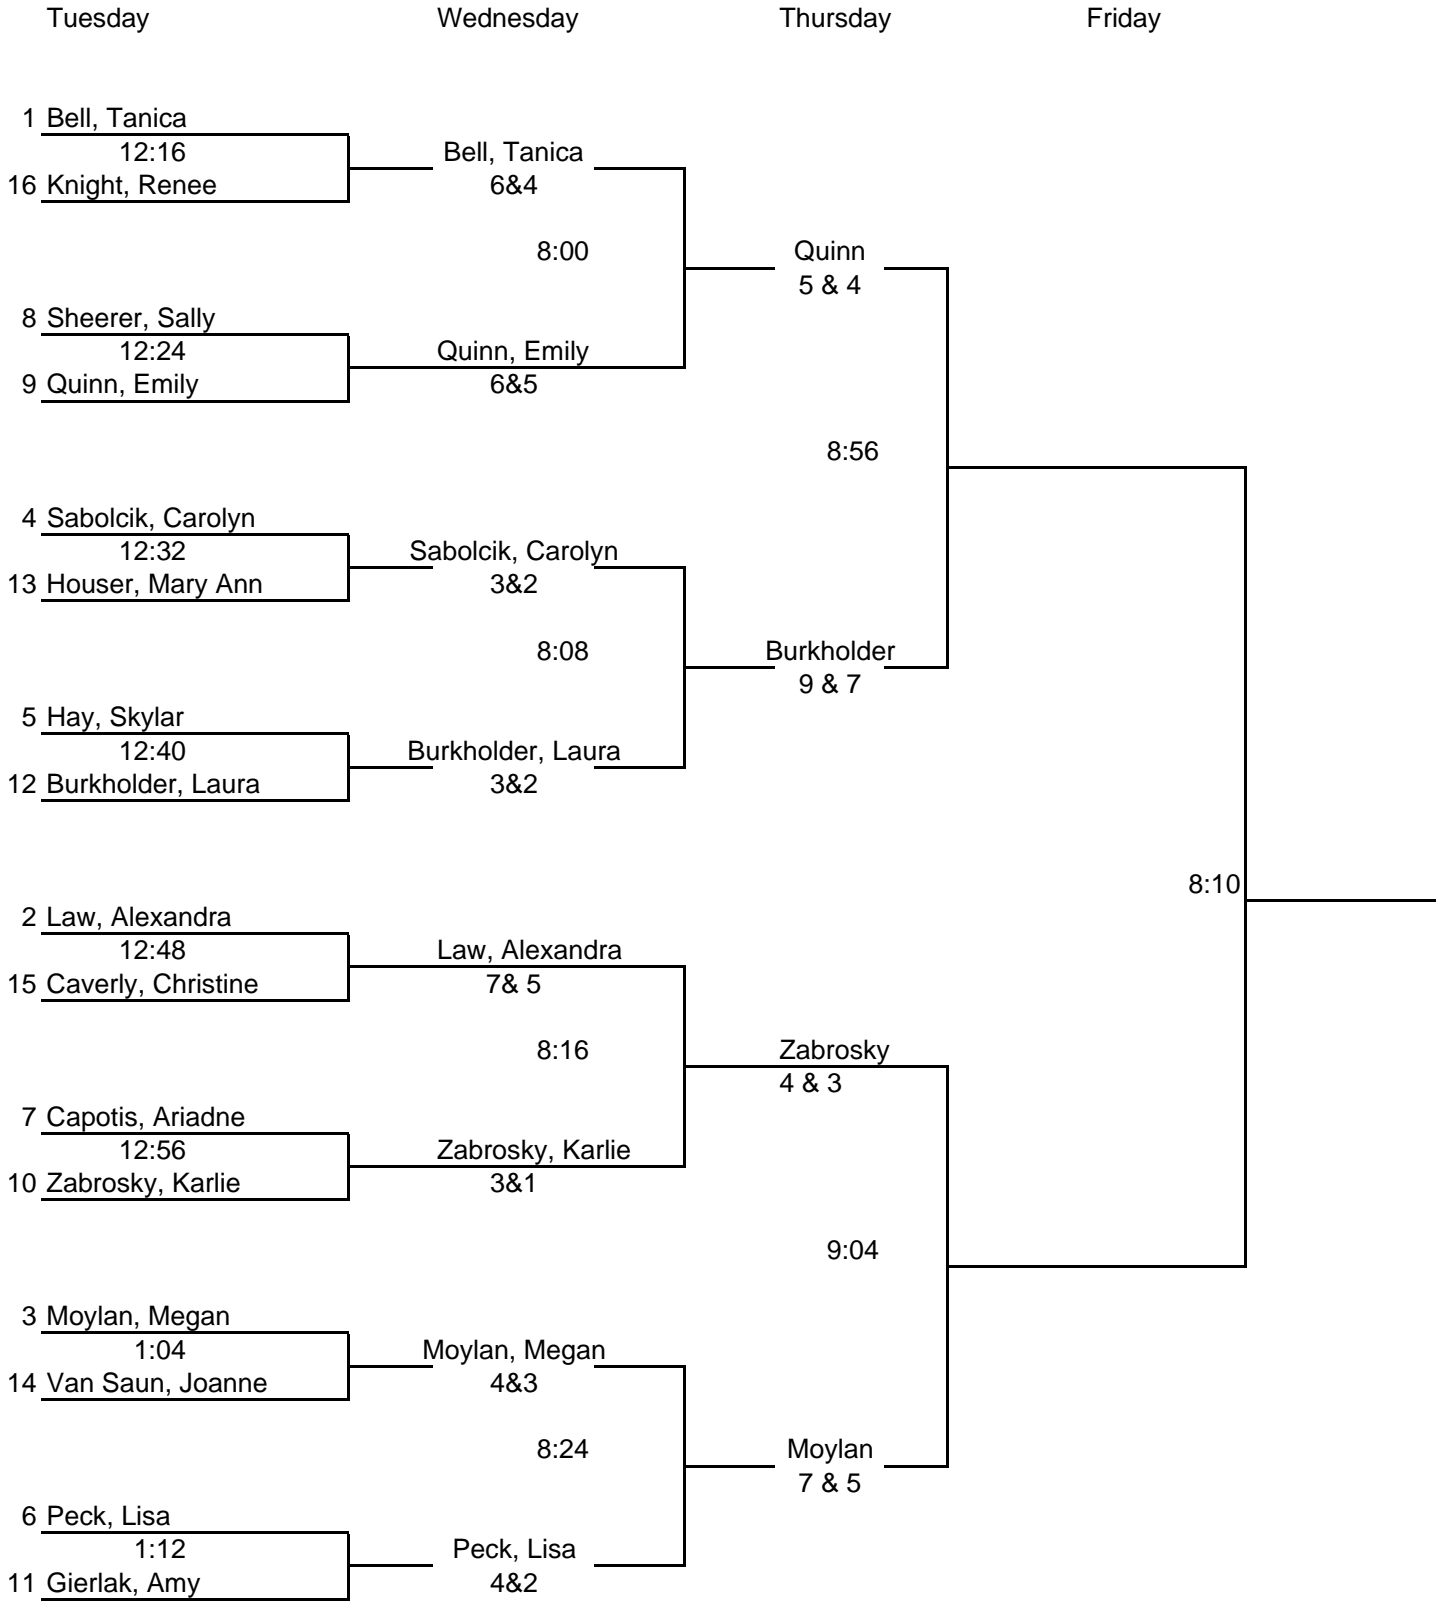 Tuesday Wednesday Thursday Friday
1 Bell, Tanica
12:16 Bell, Tanica
16 Knight, Renee 6&4
8:00 Quinn
5 & 4
8 Sheerer, Sally
12:24 Quinn, Emily
9 Quinn, Emily 6&5
8:56
4 Sabolcik, Carolyn
12:32 Sabolcik, Carolyn
13 Houser, Mary Ann 3&2
8:08 Burkholder
9 & 7
5 Hay, Skylar
12:40 Burkholder, Laura
12 Burkholder, Laura 3&2
8:10
2 Law, Alexandra
12:48 Law, Alexandra
15 Caverly, Christine 7& 5
8:16 Zabrosky
4 & 3
7 Capotis, Ariadne
12:56 Zabrosky, Karlie
10 Zabrosky, Karlie 3&1
9:04
3 Moylan, Megan
1:04 Moylan, Megan
14 Van Saun, Joanne 4&3
8:24 Moylan
7 & 5
6 Peck, Lisa
1:12 Peck, Lisa
11 Gierlak, Amy 4&2